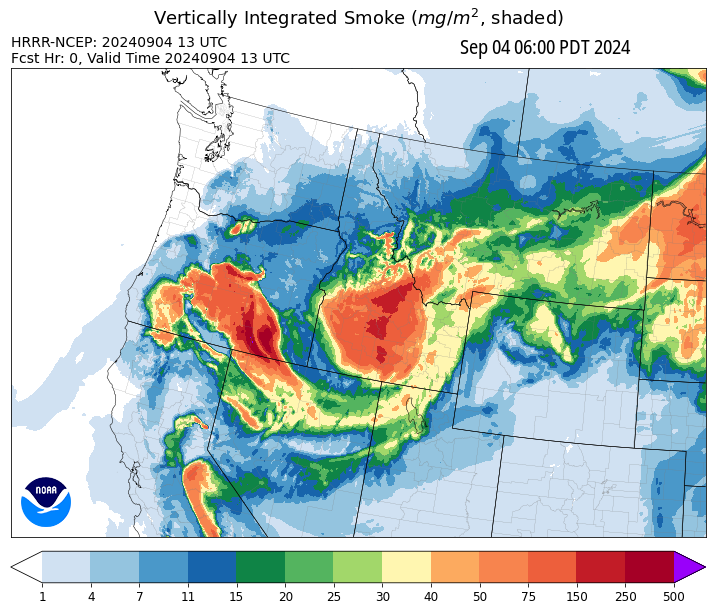 Vertically Integrated Smoke (mg/m², shaded)
HRRR-NCEP: 20240904 13 UTC
Fcst Hr: 0, Valid Time 20240904 13 UTC
Sep 04 06:00 PDT 2024
NOAA
1 4 7 11 15 20 25 30 40 50 75 150 250 500